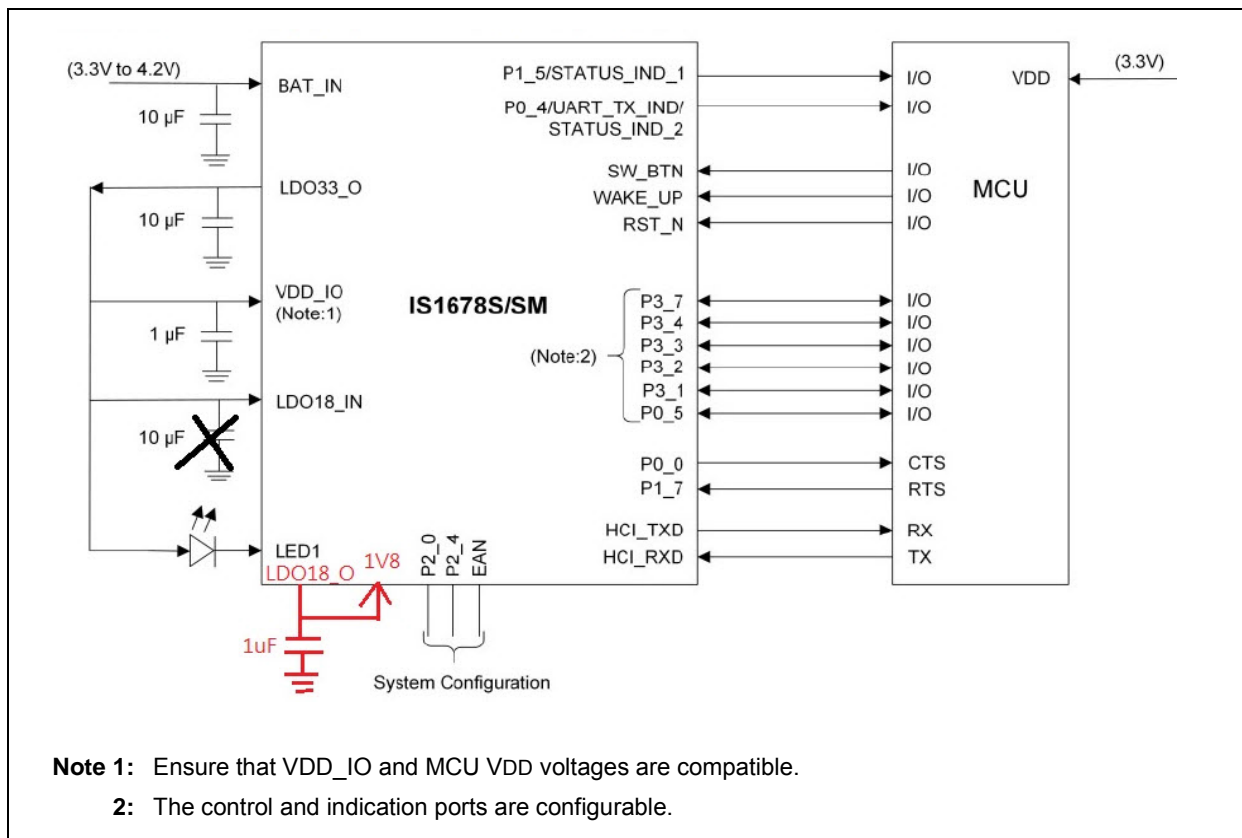 (3.3V to 4.2V)
BAT_IN
10 µF
LDO33_O
10 µF
VDD_IO
(Note:1)
1 µF
LDO18_IN
10 µF
LED1
LDO18_O
1V8
1uF
P2_0
P2_4
EAN
System Configuration
IS1678S/SM
P1_5/STATUS_IND_1
P0_4/UART_TX_IND/
STATUS_IND_2
SW_BTN
WAKE_UP
RST_N
(Note:2)
P3_7
P3_4
P3_3
P3_2
P3_1
P0_5
P0_0
P1_7
HCI_TXD
HCI_RXD
I/O
I/O
I/O
I/O
I/O
I/O
I/O
I/O
I/O
I/O
I/O
CTS
RTS
RX
TX
VDD
(3.3V)
MCU
Note 1: Ensure that VDD_IO and MCU VDD voltages are compatible.
2: The control and indication ports are configurable.